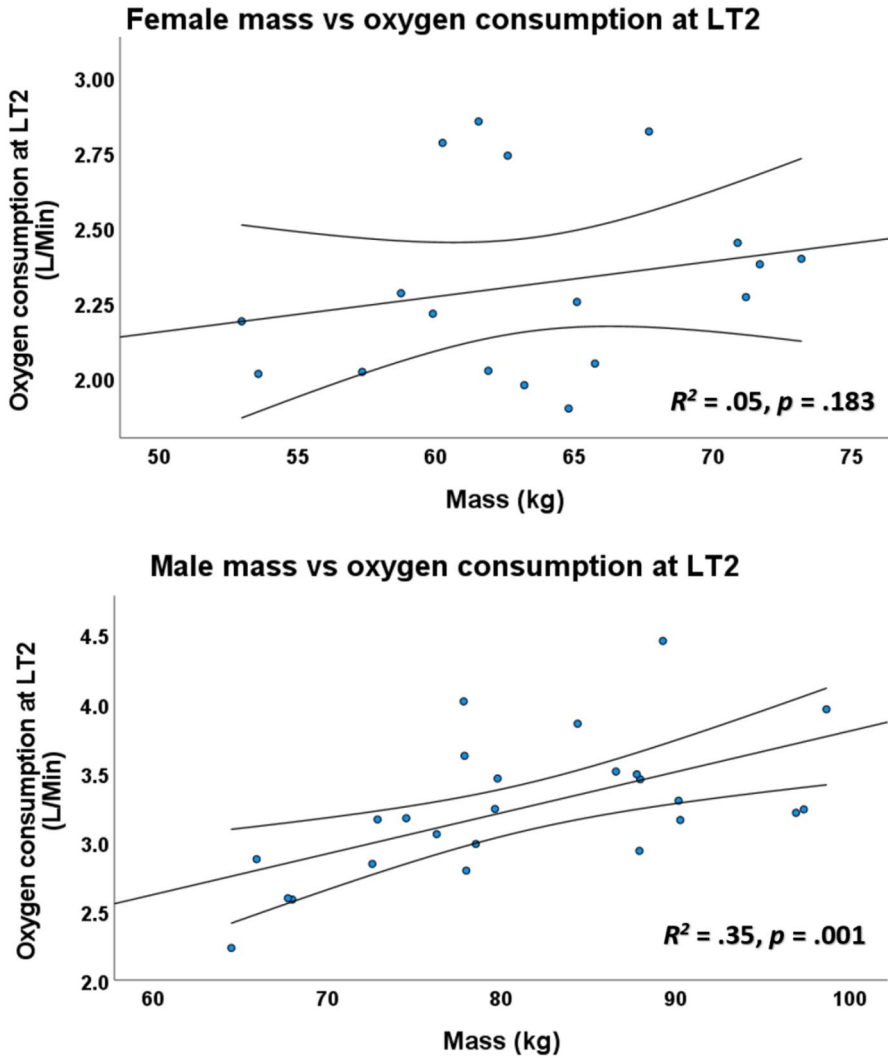 Female mass vs oxygen consumption at LT2
Oxygen consumption at LT2
(L/Min)
3.00
2.75
2.50
2.25
2.00
R² = .05, p = .183
50 55 60 65 70 75
Mass (kg)
Male mass vs oxygen consumption at LT2
Oxygen consumption at LT2
(L/Min)
4.5
4.0
3.5
3.0
2.5
2.0
R² = .35, p = .001
60 70 80 90 100
Mass (kg)